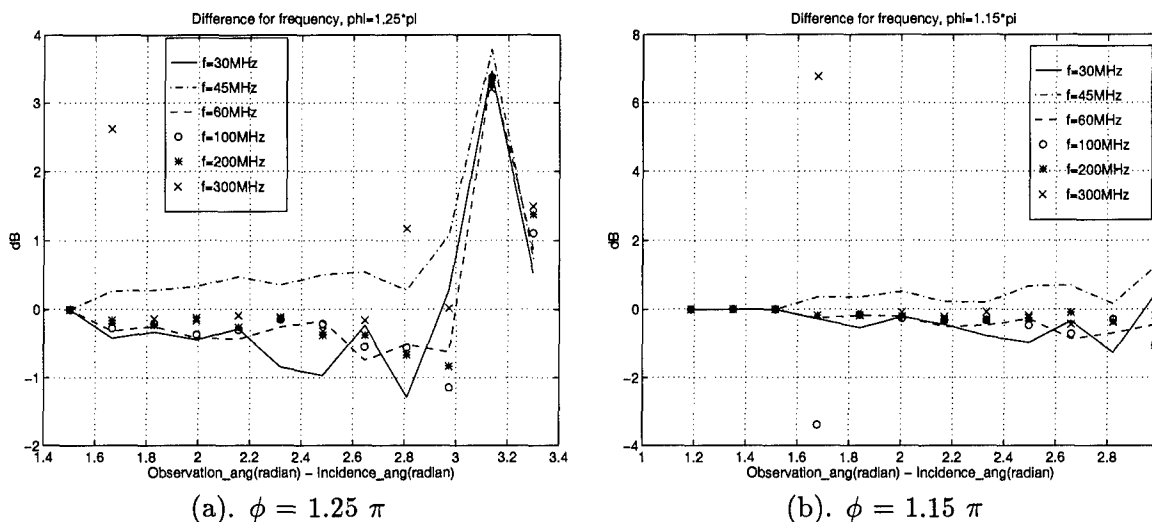 Difference for frequency, phi=1.25*pi
4
3
2
1
0
−1
−2
dB
f=30MHz
f=45MHz
f=60MHz
f=100MHz
f=200MHz
f=300MHz
1.4 1.6 1.8 2 2.2 2.4 2.6 2.8 3 3.2 3.4
Observation_ang(radian) − Incidence_ang(radian)
(a). ϕ = 1.25 π
Difference for frequency, phi=1.15*pi
8
6
4
2
0
−2
−4
dB
f=30MHz
f=45MHz
f=60MHz
f=100MHz
f=200MHz
f=300MHz
1 1.2 1.4 1.6 1.8 2 2.2 2.4 2.6 2.8
Observation_ang(radian) − Incidence_ang(radian)
(b). ϕ = 1.15 π